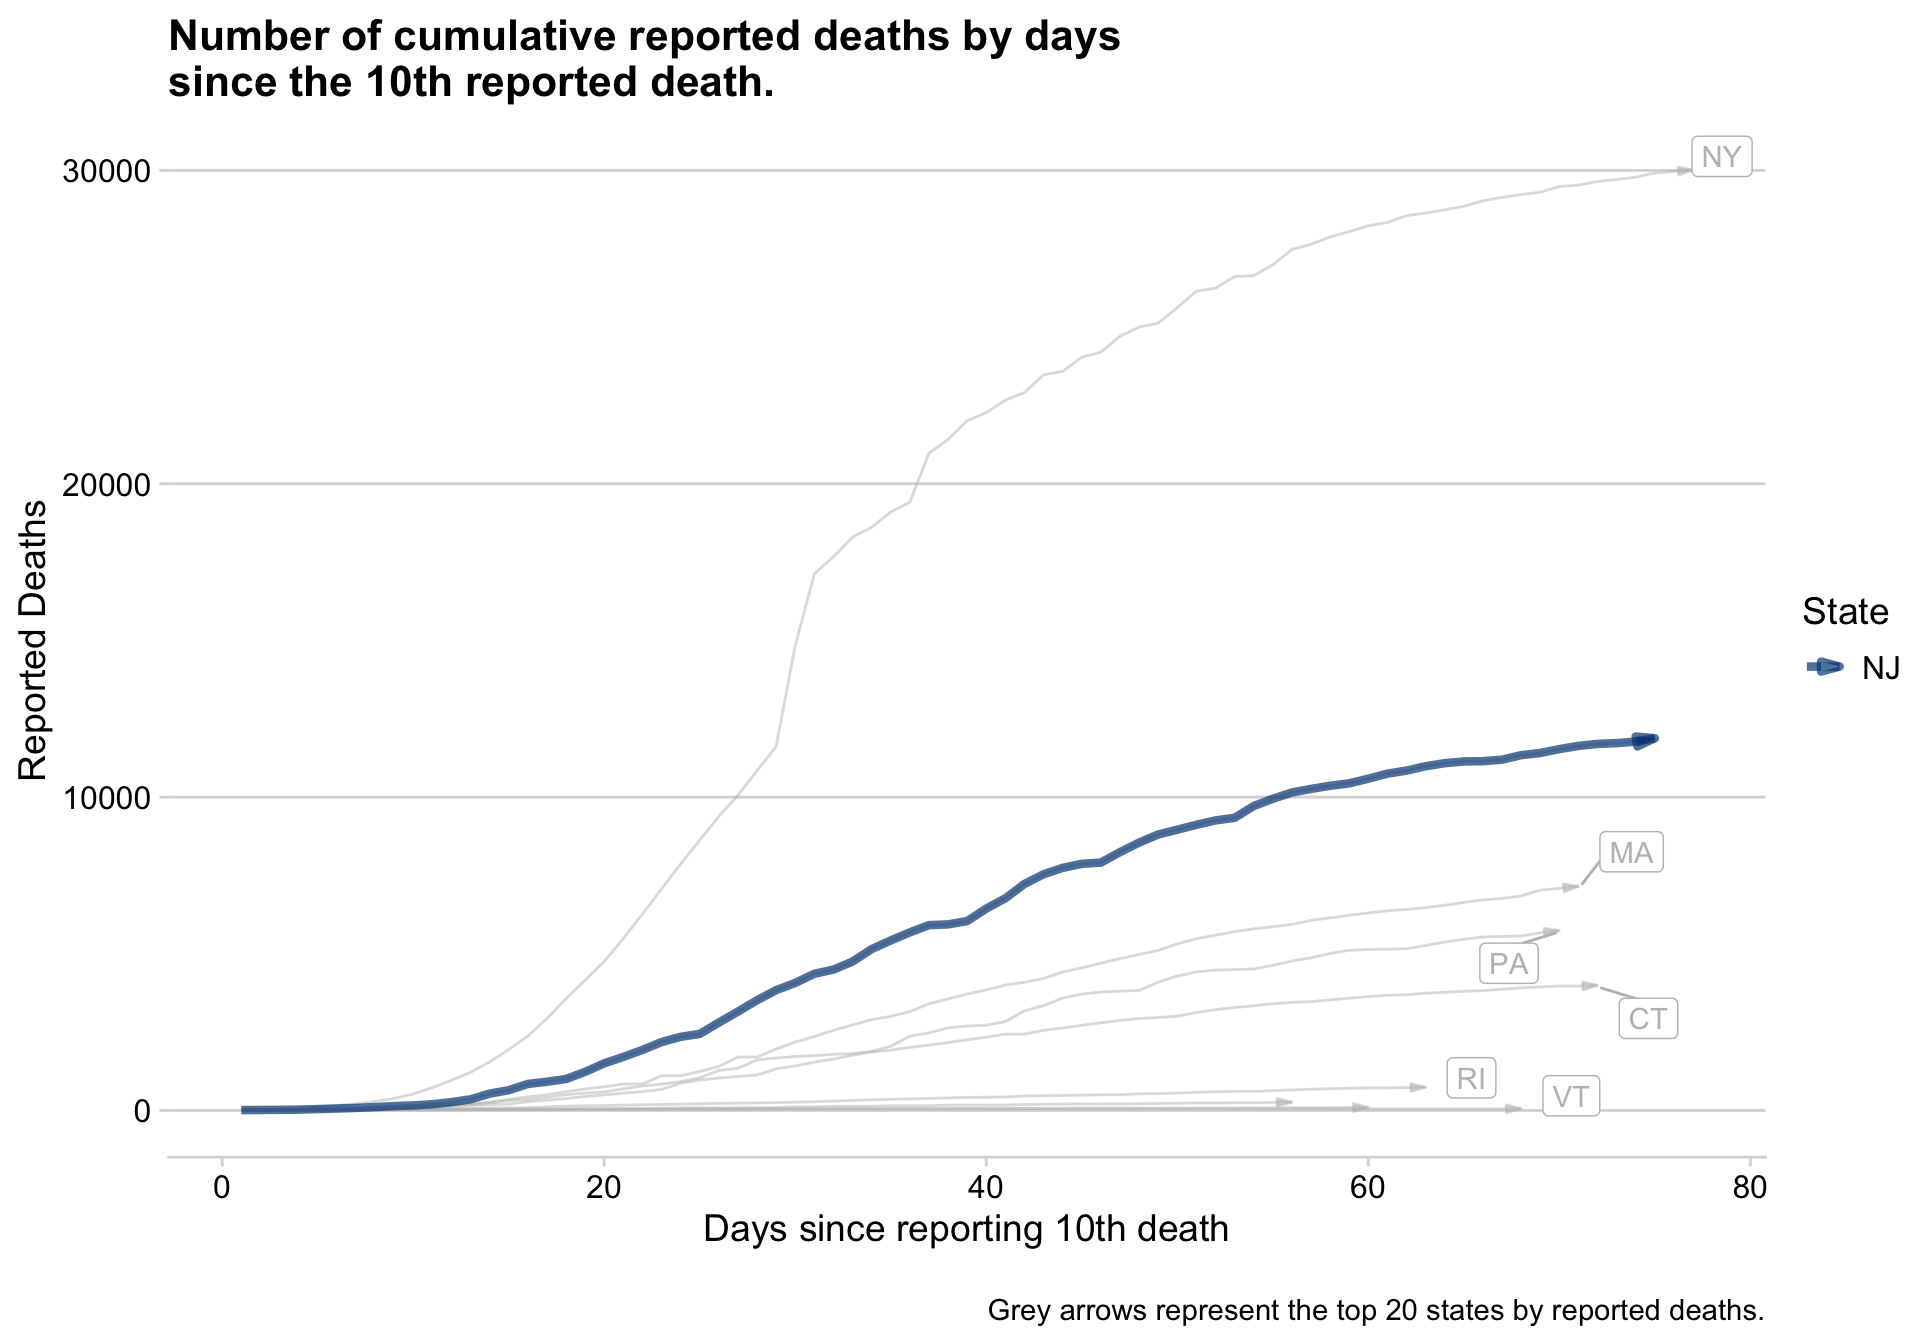 Number of cumulative reported deaths by days
since the 10th reported death.
30000
20000
10000
0
Reported Deaths
NY
MA
PA
CT
RI
VT
State
NJ
0 20 40 60 80
Days since reporting 10th death
Grey arrows represent the top 20 states by reported deaths.